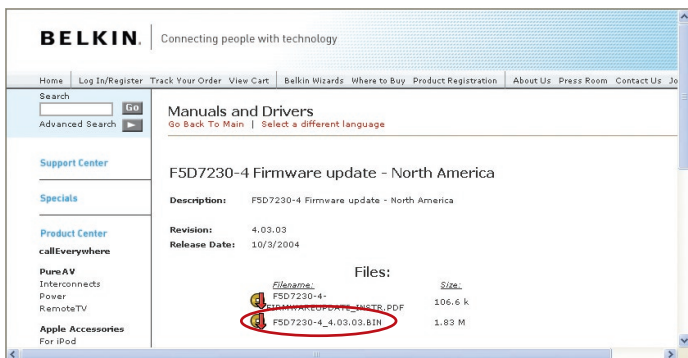 BELKIN. Connecting people with technology
Home Log In/Register Track Your Order View Cart Belkin Wizards Where to Buy Product Registration About Us Press Room Contact Us Jo
Search
Go
Advanced Search
Manuals and Drivers
Go Back To Main | Select a different language
Support Center
Specials
Product Center
callEverywhere
PureAV
Interconnects
Power
RemoteTV
Apple Accessories
For iPod
F5D7230-4 Firmware update - North America
Description: F5D7230-4 Firmware update - North America
Revision: 4.03.03
Release Date: 10/3/2004
Files:
Filename: Size:
F5D7230-4-
FIRMWAREUPDATE_INSTR.PDF 106.6 k
F5D7230-4_4.03.03.BIN 1.83 M